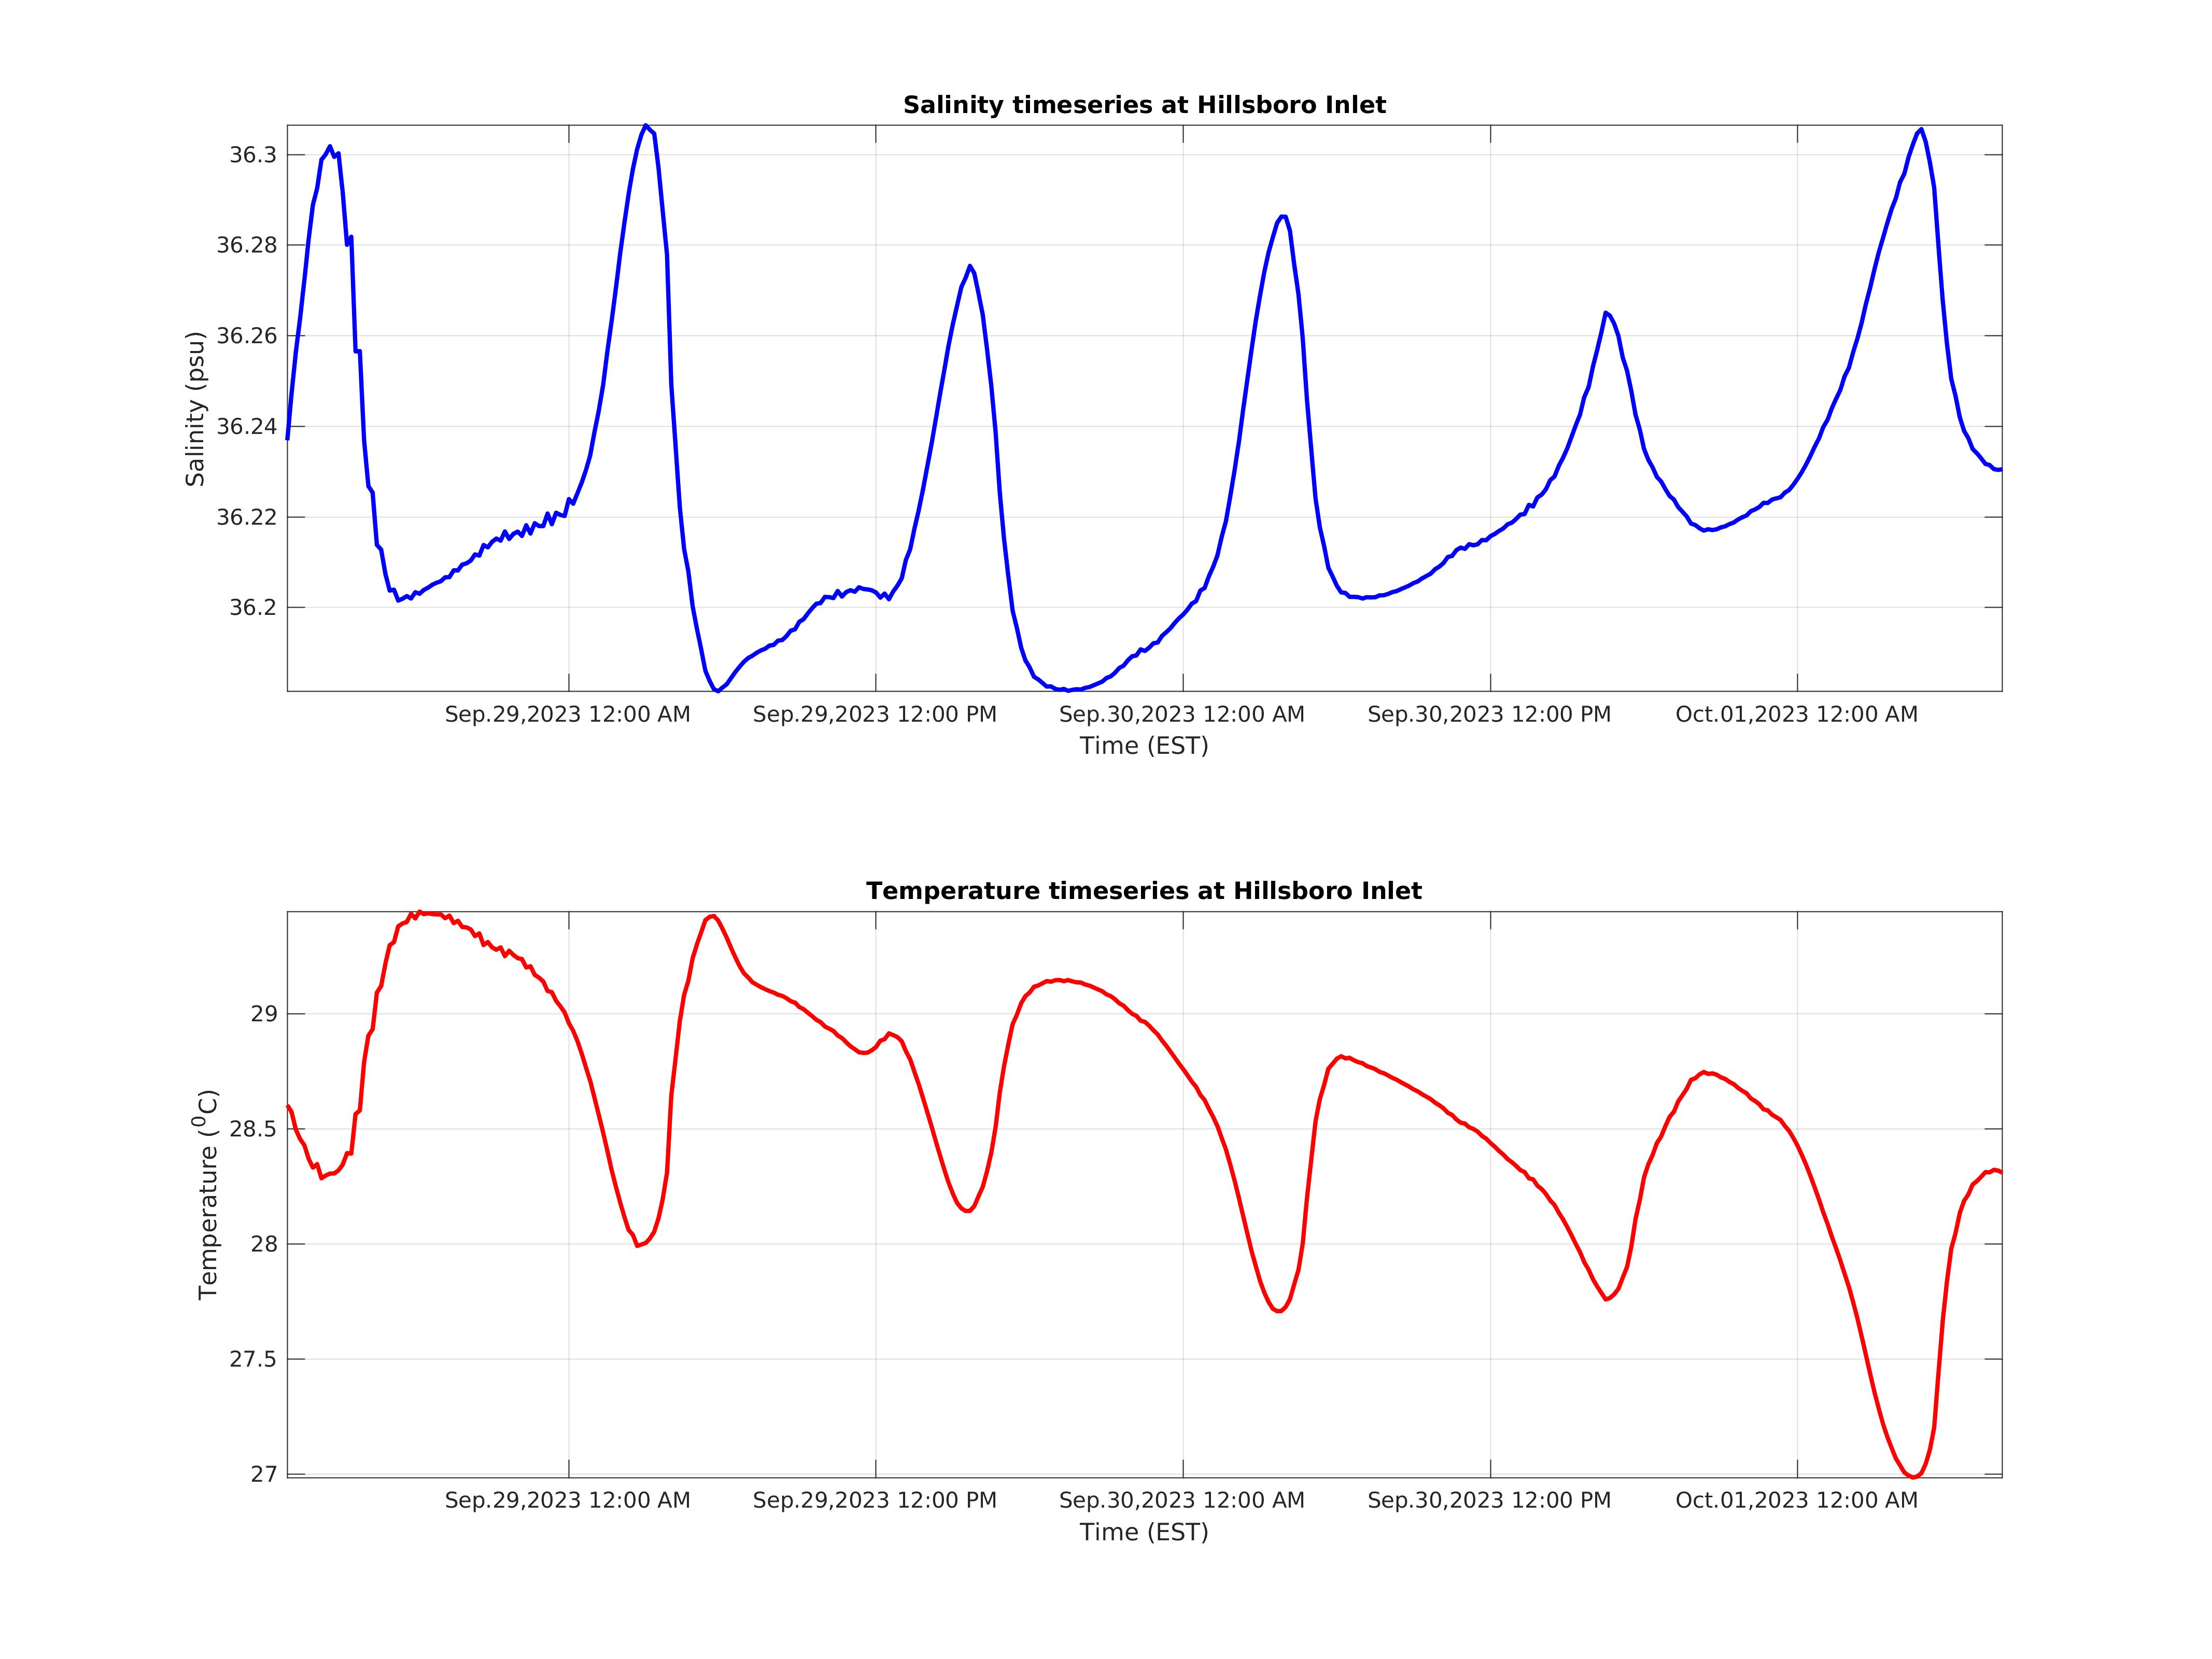 Salinity timeseries at Hillsboro Inlet
36.3
36.28
36.26
36.24
36.22
36.2
Salinity (psu)
Sep.29,2023 12:00 AM Sep.29,2023 12:00 PM Sep.30,2023 12:00 AM Sep.30,2023 12:00 PM Oct.01,2023 12:00 AM
Time (EST)
Temperature timeseries at Hillsboro Inlet
29
28.5
28
27.5
27
Temperature (⁰C)
Sep.29,2023 12:00 AM Sep.29,2023 12:00 PM Sep.30,2023 12:00 AM Sep.30,2023 12:00 PM Oct.01,2023 12:00 AM
Time (EST)